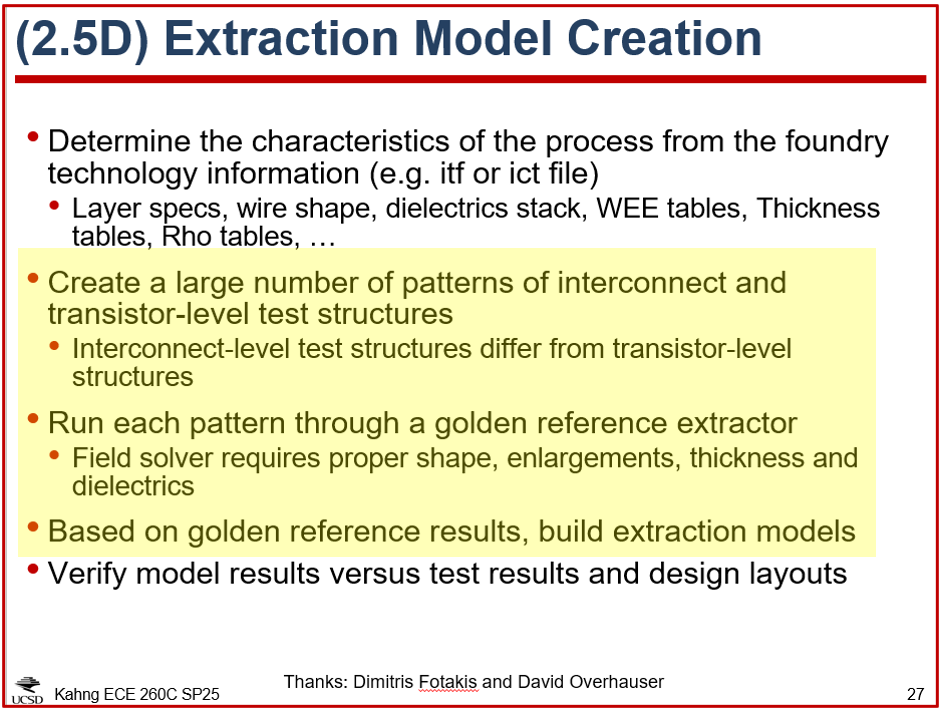 (2.5D) Extraction Model Creation
• Determine the characteristics of the process from the foundry
technology information (e.g. itf or ict file)
• Layer specs, wire shape, dielectrics stack, WEE tables, Thickness
tables, Rho tables, …
• Create a large number of patterns of interconnect and
transistor-level test structures
• Interconnect-level test structures differ from transistor-level
structures
• Run each pattern through a golden reference extractor
• Field solver requires proper shape, enlargements, thickness and
dielectrics
• Based on golden reference results, build extraction models
• Verify model results versus test results and design layouts
Thanks: Dimitris Fotakis and David Overhauser
UCSD Kahng ECE 260C SP25
27